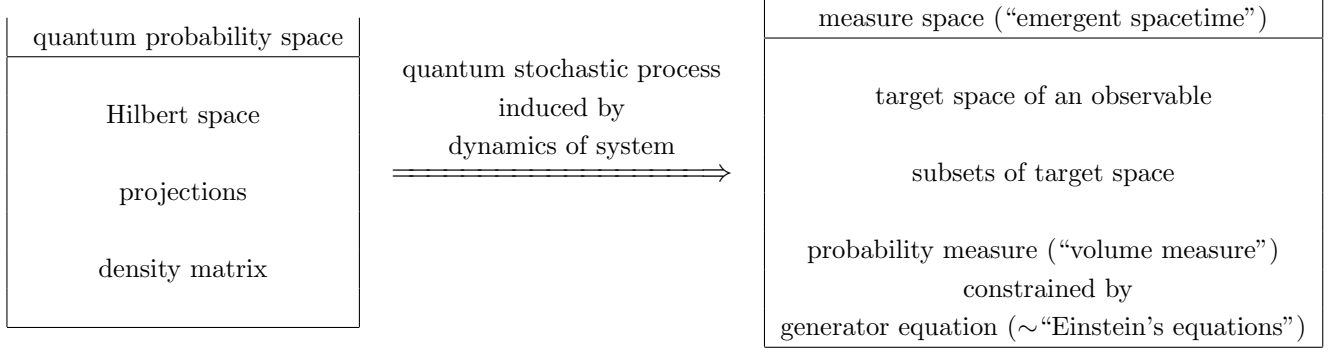 quantum probability space
Hilbert space
projections
density matrix
quantum stochastic process
induced by
dynamics of system
measure space (“emergent spacetime”)
target space of an observable
subsets of target space
probability measure (“volume measure”)
constrained by
generator equation (∼“Einstein’s equations”)